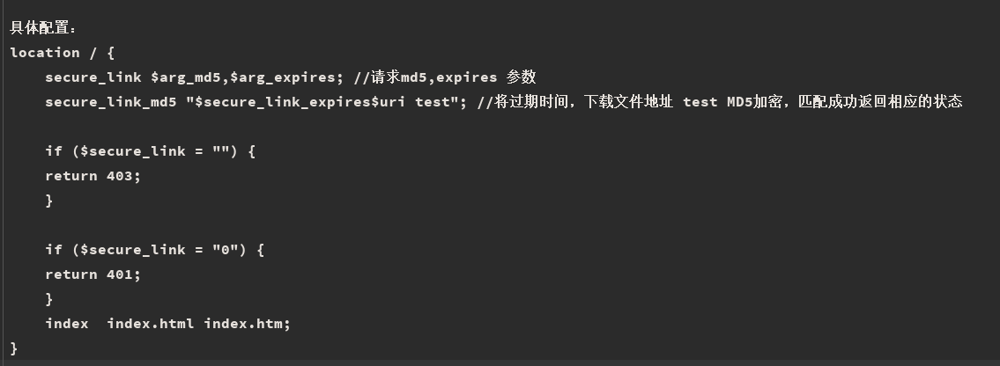 具体配置：
location / {
    secure_link $arg_md5,$arg_expires; //请求md5,expires 参数
    secure_link_md5 "$secure_link_expires$uri test"; //将过期时间，下载文件地址 test MD5加密，匹配成功返回相应的状态
    if ($secure_link = "") {
    return 403;
    }
    if ($secure_link = "0") {
    return 401;
    }
    index  index.html index.htm;
}